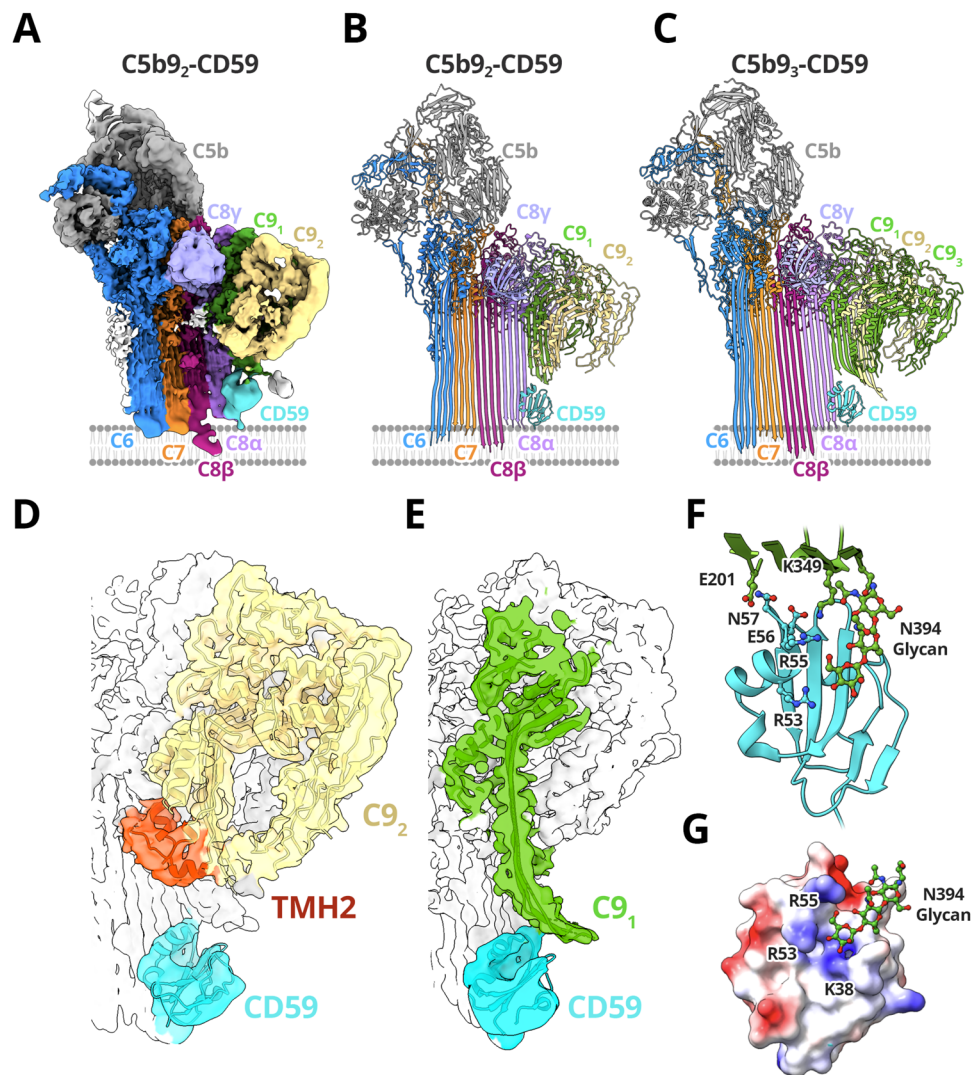 A
C5b9₂-CD59
C5b
C8γ
C9₁
C9₂
CD59
C6
C7
C8α
C8β
B
C5b9₂-CD59
C5b
C8γ
C9₁
C9₂
CD59
C6
C7
C8α
C8β
C
C5b9₃-CD59
C5b
C8γ
C9₁
C9₂
C9₃
CD59
C6
C7
C8α
C8β
D
C9₂
TMH2
CD59
E
C9₁
CD59
F
K349
E201
N57
E56
R55
R53
N394
Glycan
G
R55
R53
K38
N394
Glycan